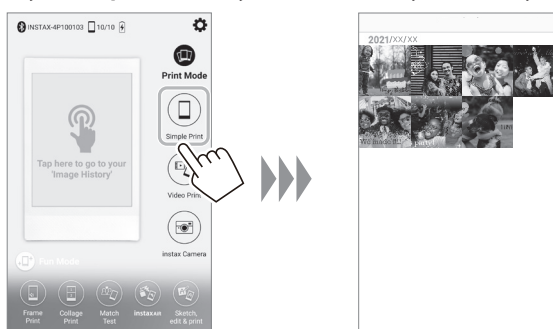 INSTAX-4P100103 10/10
Print Mode
Simple Print
Tap here to go to your
'Image History'
Video Print
instax Camera
Fun Mode
Frame
Print
Collage
Print
Match
Test
INSTAXAR
Sketch,
edit & print
2021/XX/XX
We made it!!
party!